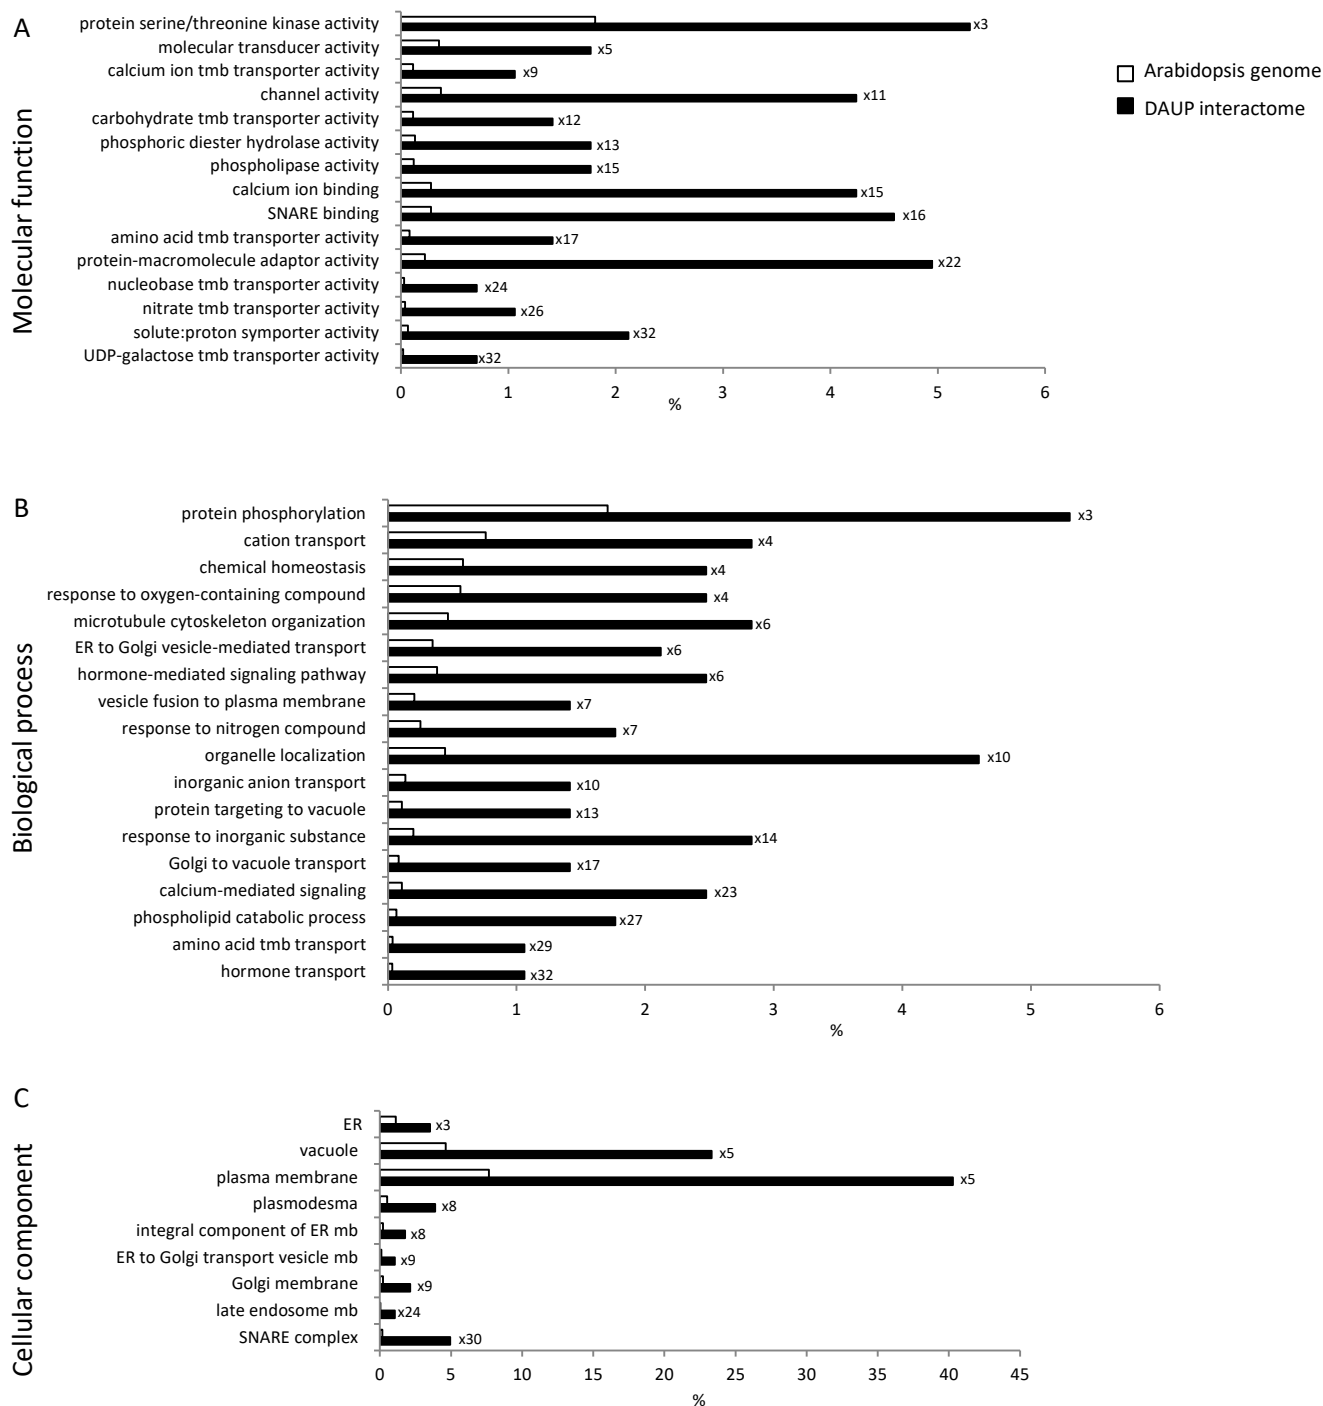 A
Molecular function
protein serine/threonine kinase activity x3
molecular transducer activity x5
calcium ion tmb transporter activity x9
channel activity x11
carbohydrate tmb transporter activity x12
phosphoric diester hydrolase activity x13
phospholipase activity x15
calcium ion binding x15
SNARE binding x16
amino acid tmb transporter activity x17
protein-macromolecule adaptor activity x22
nucleobase tmb transporter activity x24
nitrate tmb transporter activity x26
solute:proton symporter activity x32
UDP-galactose tmb transporter activity x32
0 1 2 3 4 5 6
%
Arabidopsis genome
DAUP interactome
B
Biological process
protein phosphorylation x3
cation transport x4
chemical homeostasis x4
response to oxygen-containing compound x4
microtubule cytoskeleton organization x6
ER to Golgi vesicle-mediated transport x6
hormone-mediated signaling pathway x6
vesicle fusion to plasma membrane x7
response to nitrogen compound x7
organelle localization x10
inorganic anion transport x10
protein targeting to vacuole x13
response to inorganic substance x14
Golgi to vacuole transport x17
calcium-mediated signaling x23
phospholipid catabolic process x27
amino acid tmb transport x29
hormone transport x32
0 1 2 3 4 5 6
%
C
Cellular component
ER x3
vacuole x5
plasma membrane x5
plasmodesma x8
integral component of ER mb x8
ER to Golgi transport vesicle mb x9
Golgi membrane x9
late endosome mb x24
SNARE complex x30
0 5 10 15 20 25 30 35 40 45
%